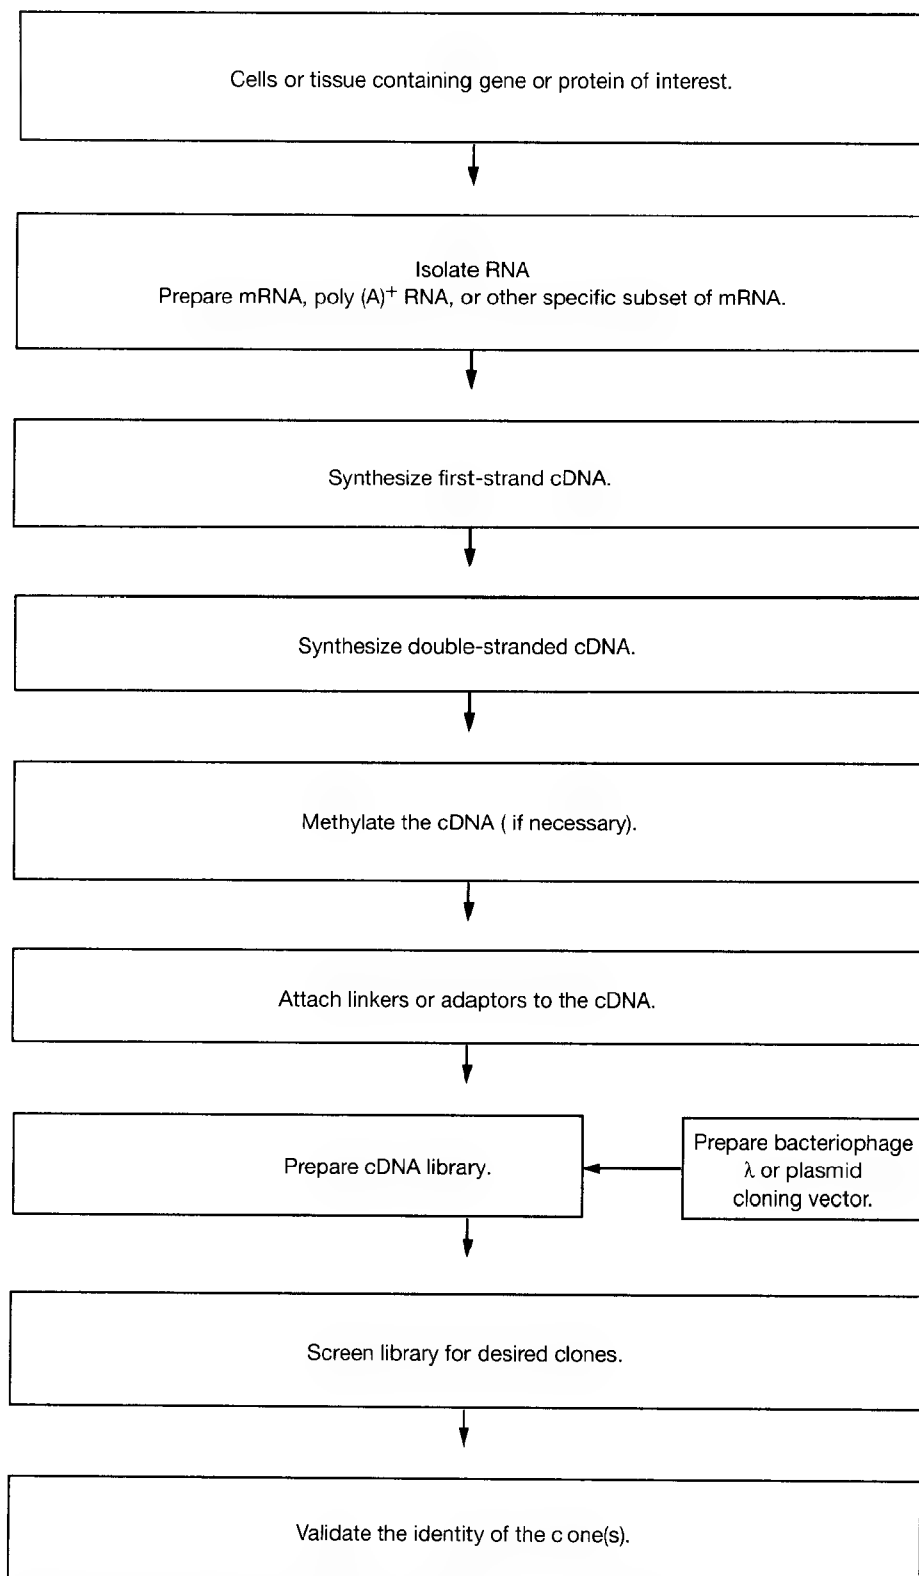 Cells or tissue containing gene or protein of interest.
Isolate RNA
Prepare mRNA, poly (A)+ RNA, or other specific subset of mRNA.
Synthesize first-strand cDNA.
Synthesize double-stranded cDNA.
Methylate the cDNA ( if necessary).
Attach linkers or adaptors to the cDNA.
Prepare cDNA library.
Prepare bacteriophage
λ or plasmid
cloning vector.
Screen library for desired clones.
Validate the identity of the c one(s).